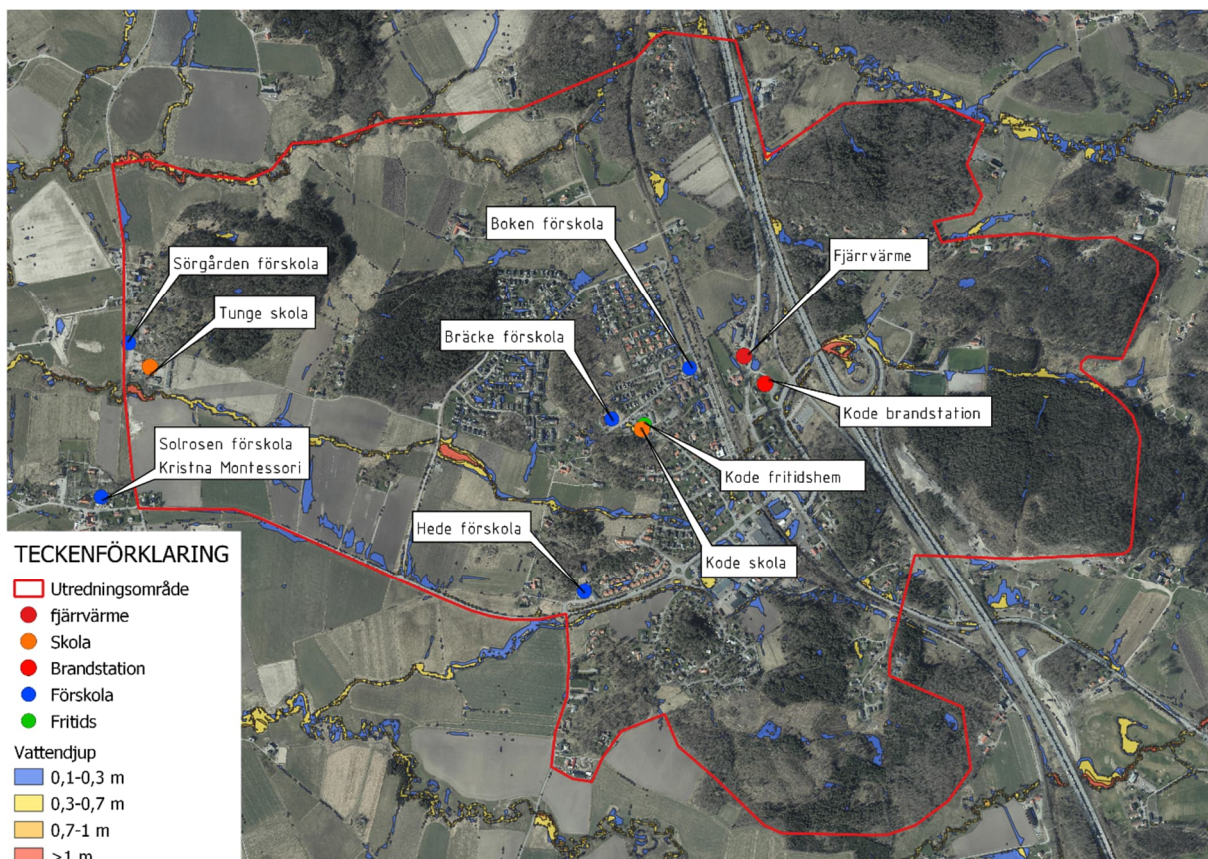 Boken förskola
Fjärrvärme
Sörgården förskola
Tunge skola
Bräcke förskola
Kode brandstation
Solrosen förskola
Kristna Montessori
Kode fritidshem
Hede förskola
Kode skola
TECKENFÖRKLARING
Utredningsområde
fjärrvärme
Skola
Brandstation
Förskola
Fritids
Vattendjup
0,1-0,3 m
0,3-0,7 m
0,7-1 m
>1 m